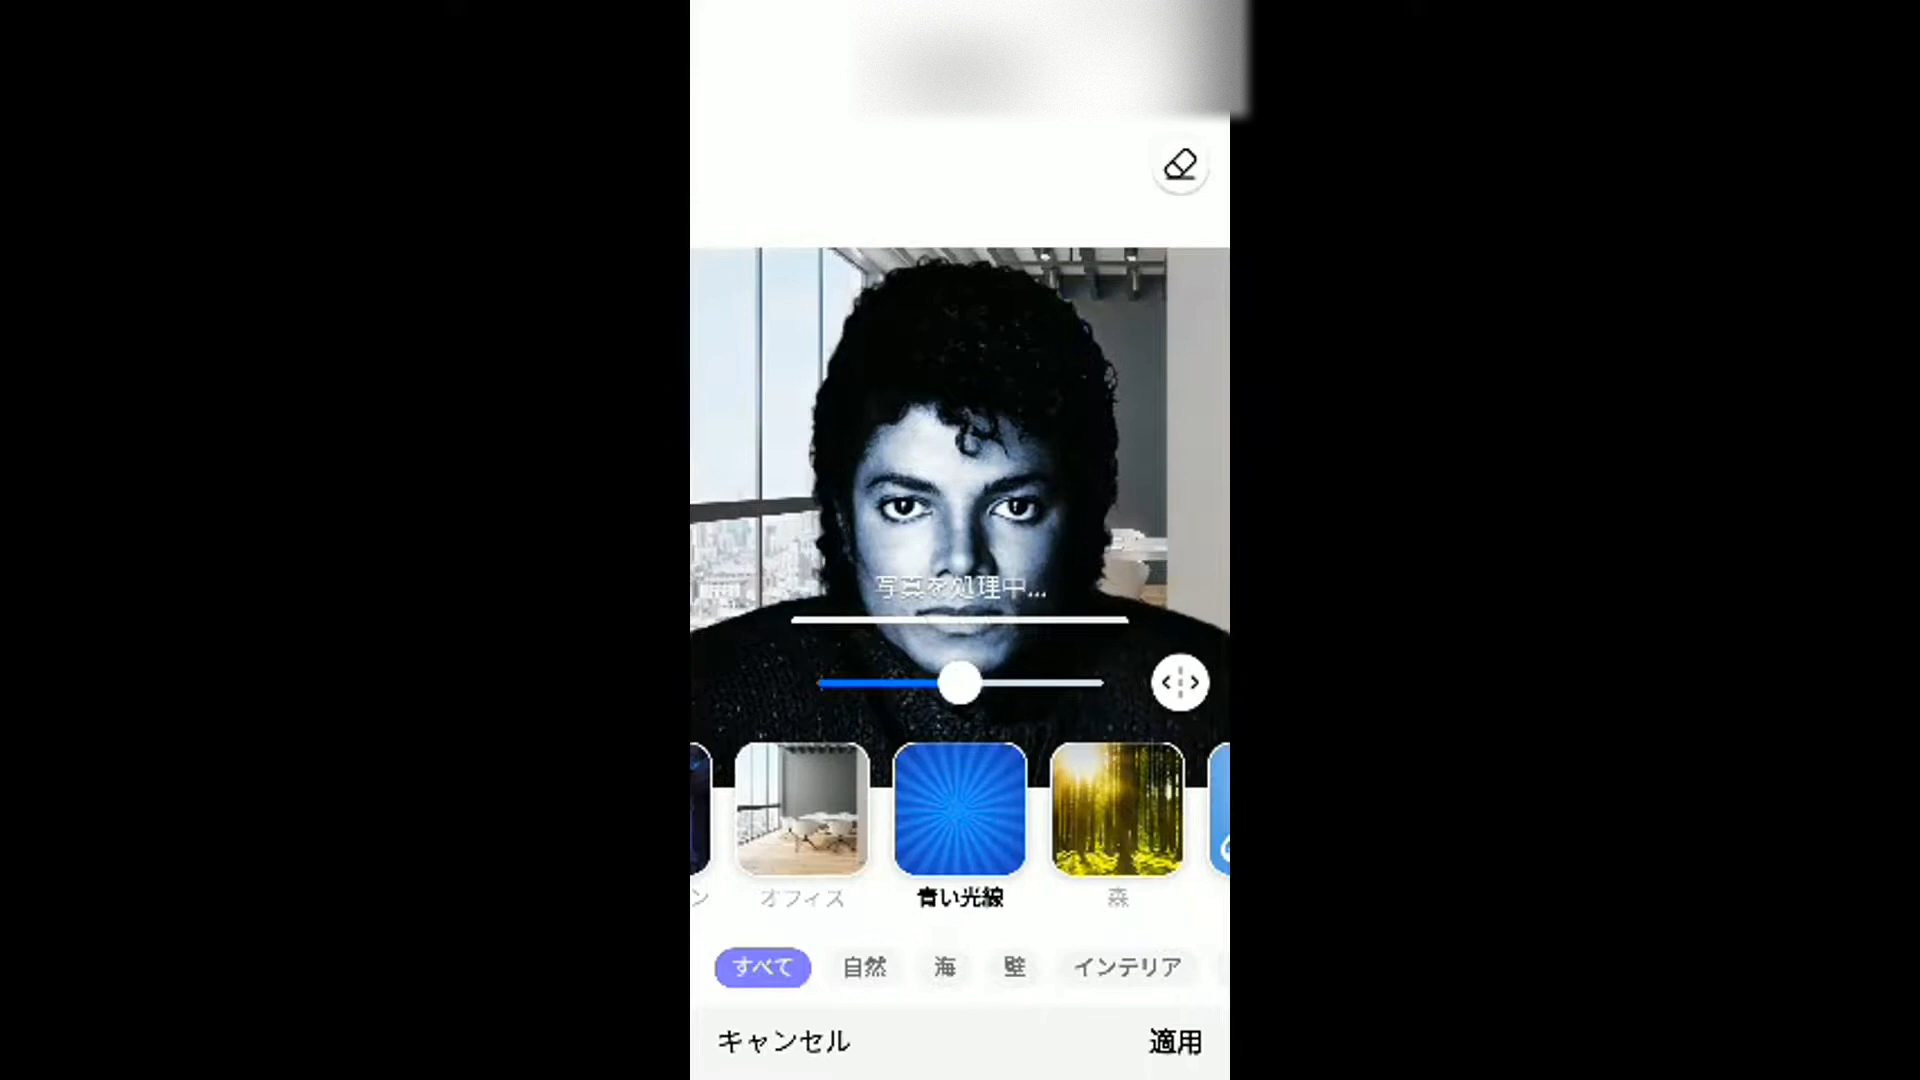 写真を処理中...
ン
オフィス
青い光線
森
すべて
自然
海
壁
インテリア
キャンセル
適用